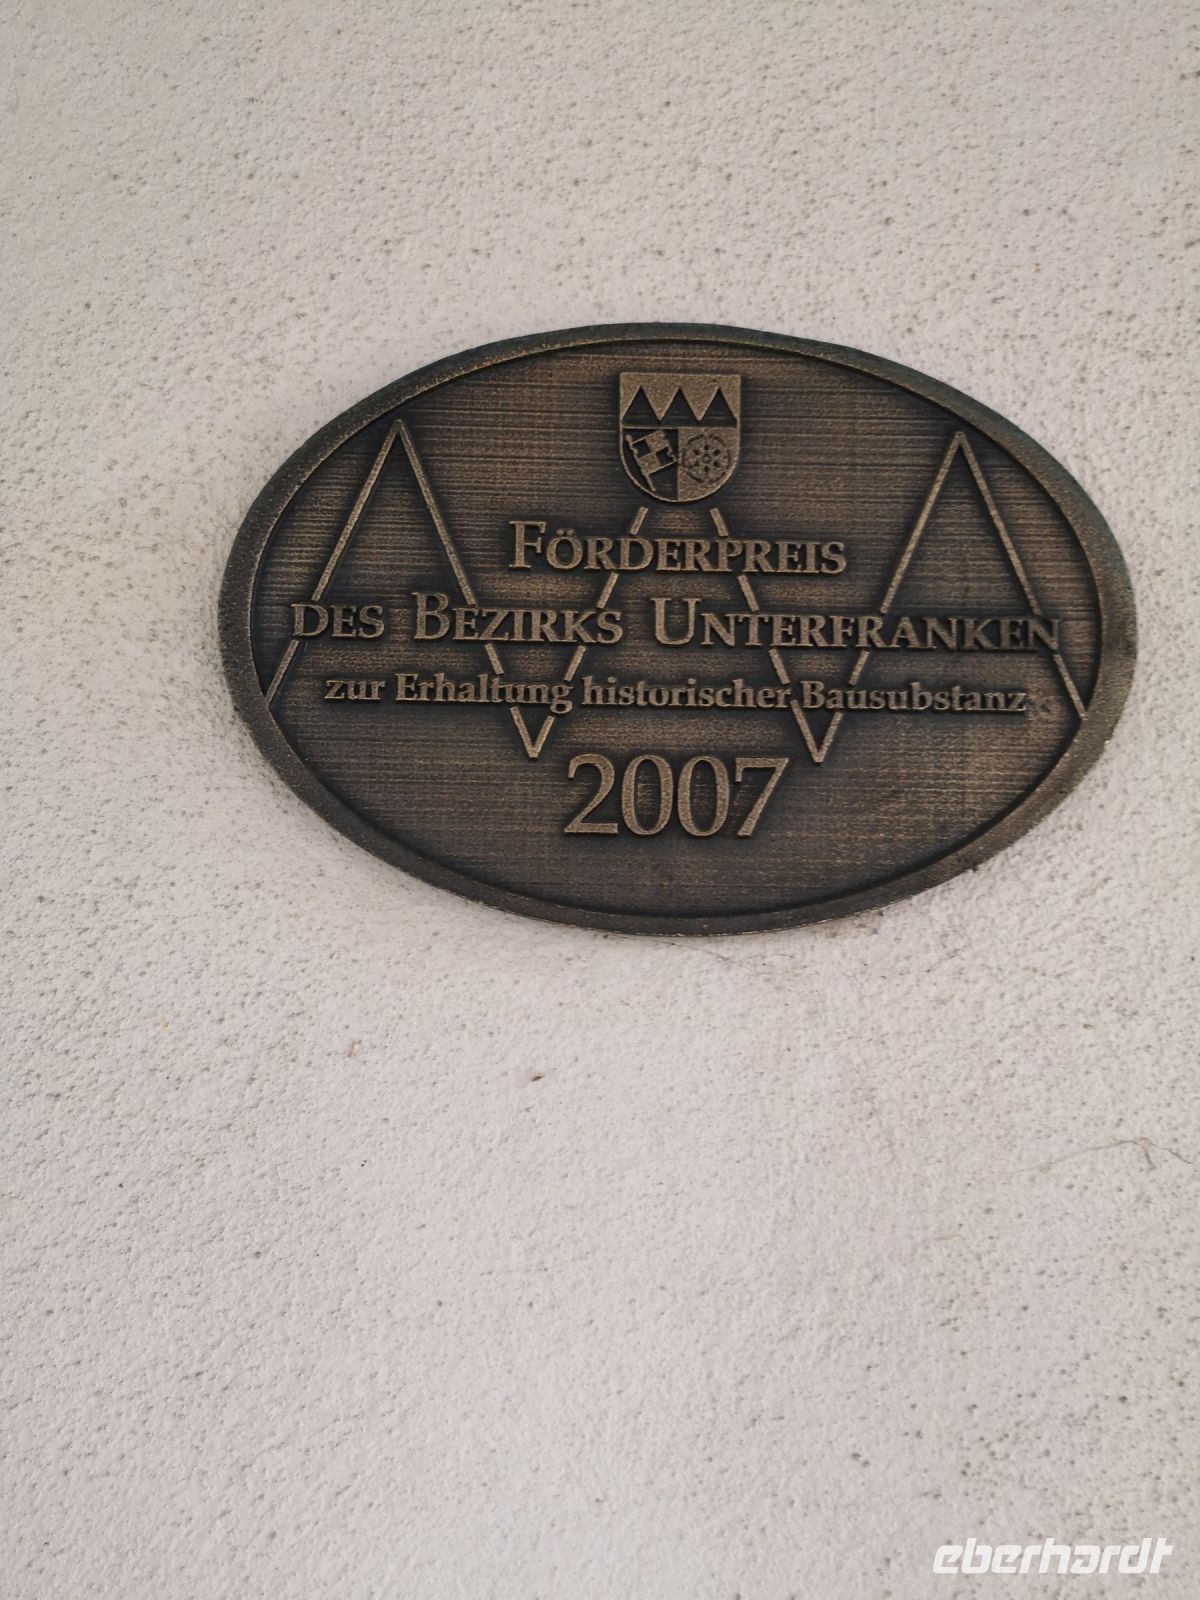 FÖRDERPREIS
DES BEZIRKS UNTERFRANKEN
zur Erhaltung historischer Bausubstanz
2007
eberhardt